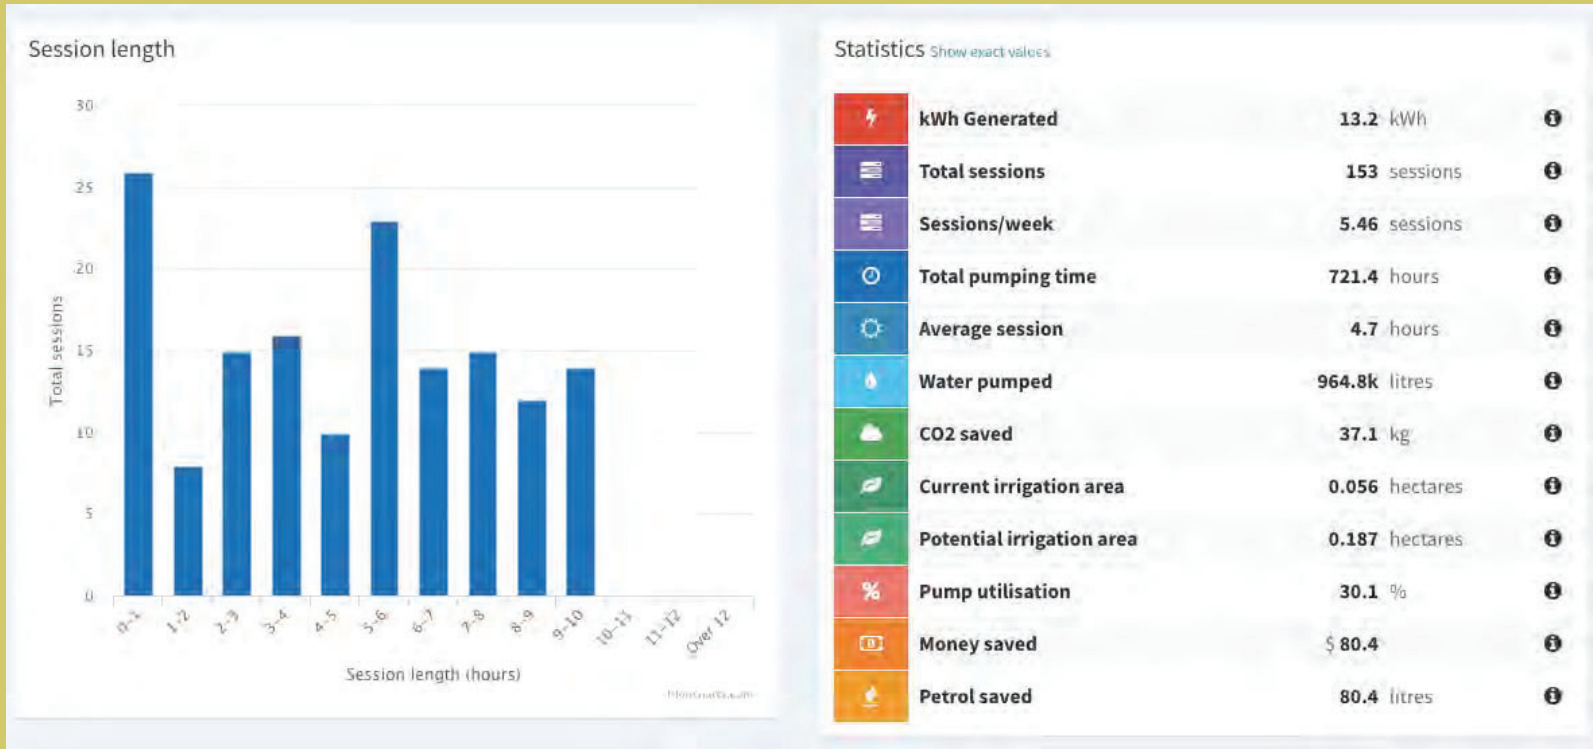 Session length
30
25
20
15
10
5
0
Total sessions
0-1
1-2
2-3
3-4
4-5
5-6
6-7
7-8
8-9
9-10
10-11
11-12
Over 12
Session length (hours)
Statistics Show exact values
kWh Generated 13.2 kWh
Total sessions 153 sessions
Sessions/week 5.46 sessions
Total pumping time 721.4 hours
Average session 4.7 hours
Water pumped 964.8k litres
CO2 saved 37.1 kg
Current irrigation area 0.056 hectares
Potential irrigation area 0.187 hectares
% Pump utilisation 30.1 %
Money saved $ 80.4
Petrol saved 80.4 litres